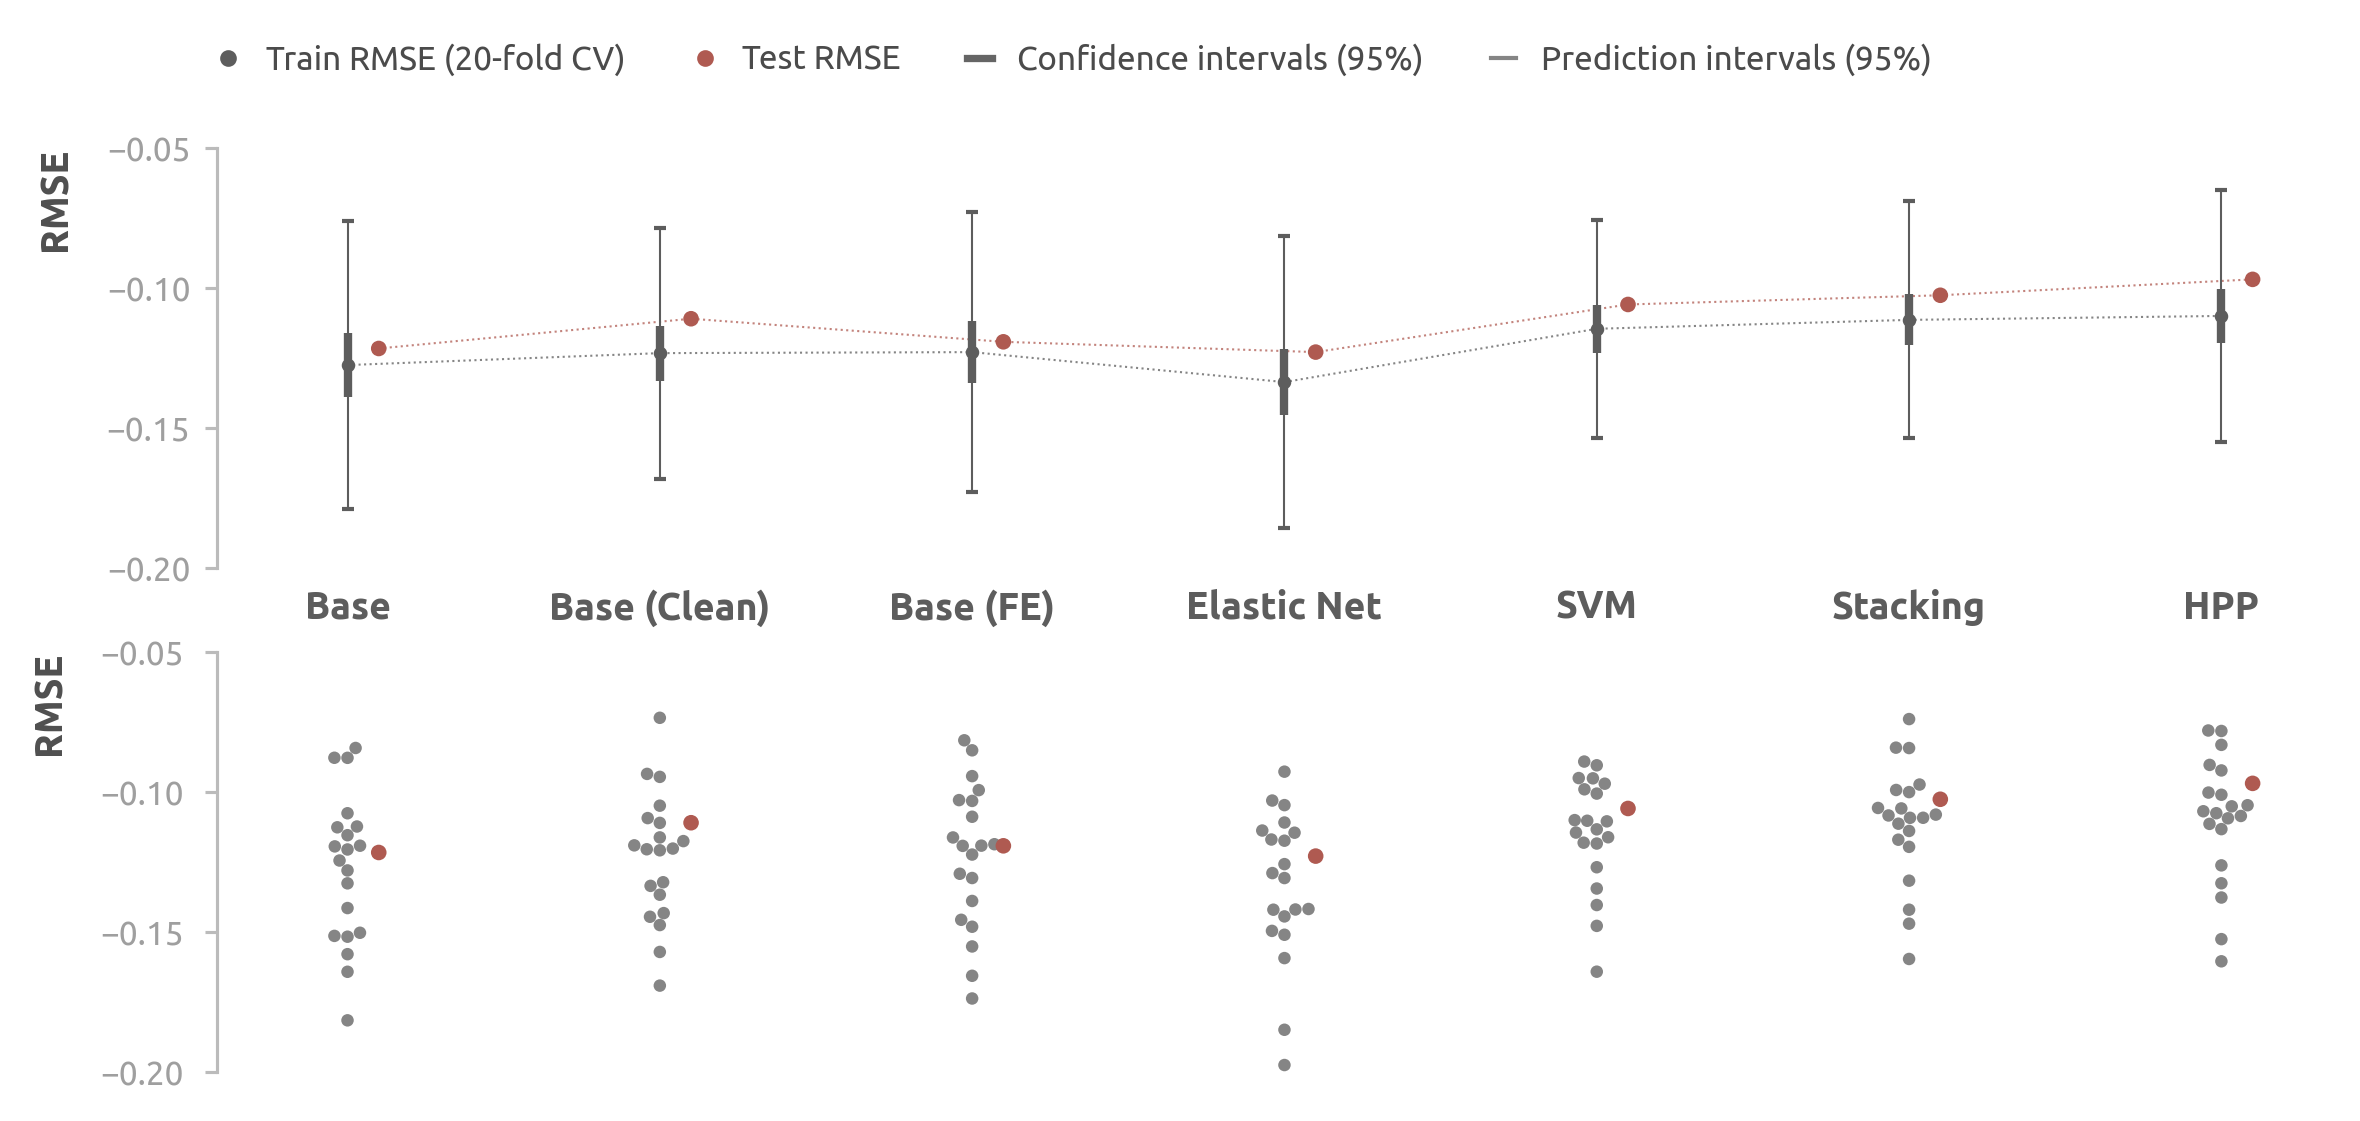 Train RMSE (20-fold CV) Test RMSE Confidence intervals (95%) Prediction intervals (95%)
RMSE
−0.05
−0.10
−0.15
−0.20
Base Base (Clean) Base (FE) Elastic Net SVM Stacking HPP
RMSE
−0.05
−0.10
−0.15
−0.20